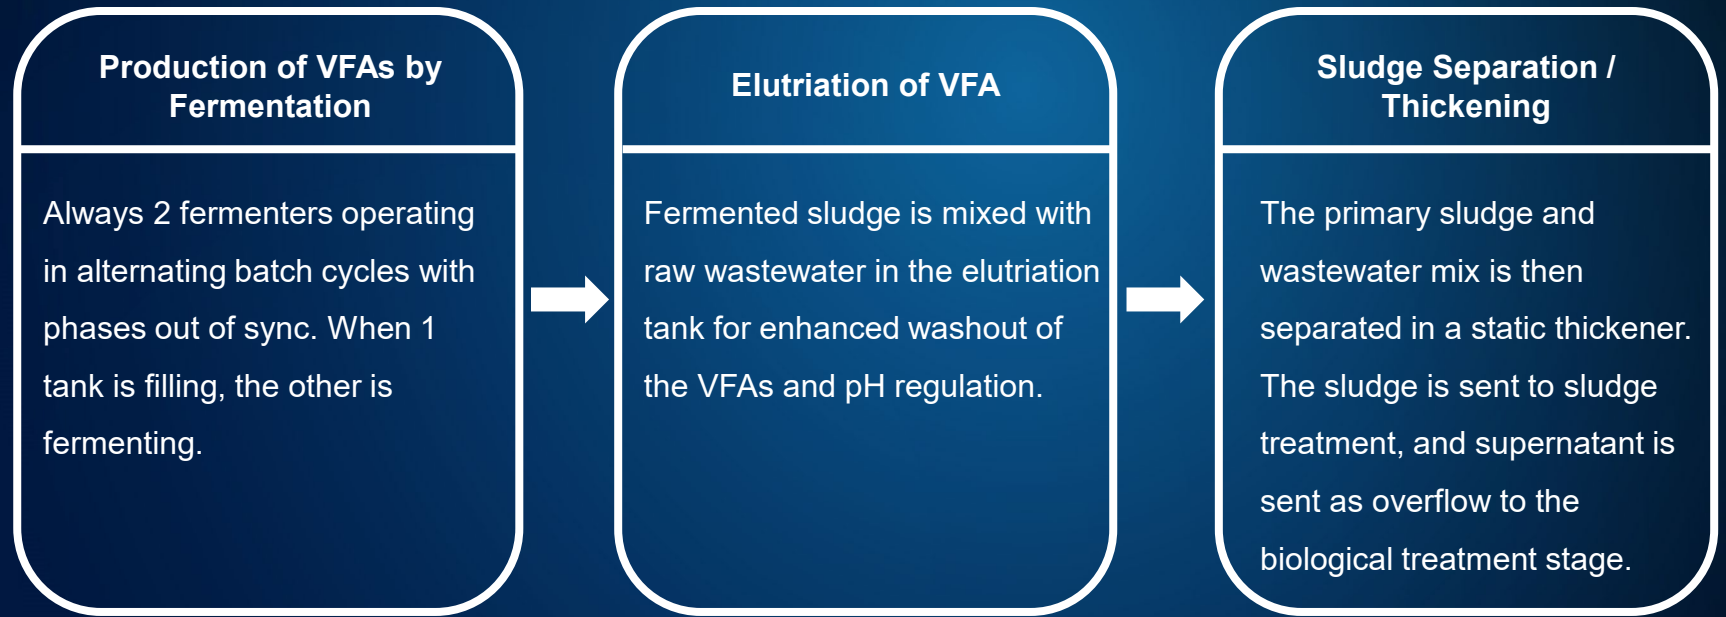 Production of VFAs by
Fermentation
Always 2 fermenters operating
in alternating batch cycles with
phases out of sync. When 1
tank is filling, the other is
fermenting.
Elutriation of VFA
Fermented sludge is mixed with
raw wastewater in the elutriation
tank for enhanced washout of
the VFAs and pH regulation.
Sludge Separation /
Thickening
The primary sludge and
wastewater mix is then
separated in a static thickener.
The sludge is sent to sludge
treatment, and supernatant is
sent as overflow to the
biological treatment stage.